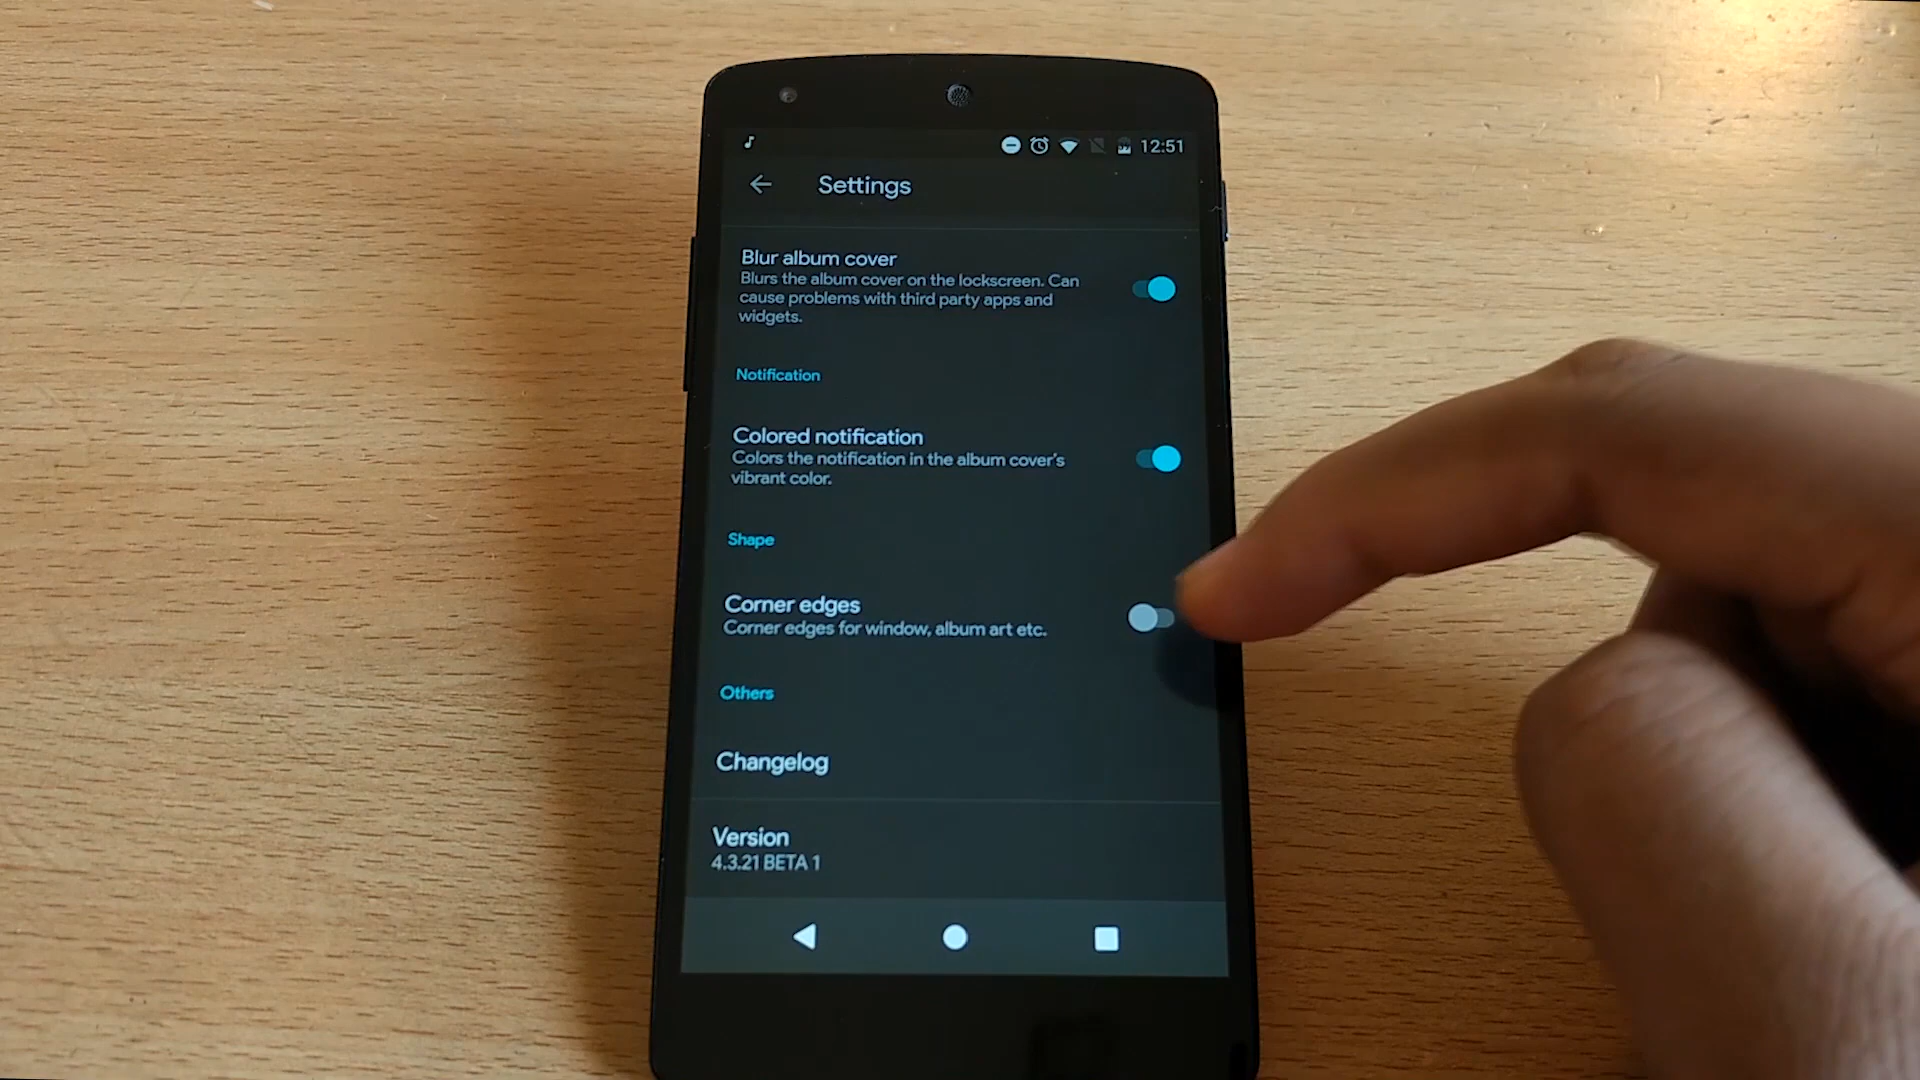 12:51
Settings
Blur album cover
Blurs the album cover on the lockscreen. Can
cause problems with third party apps and
widgets.
Notification
Colored notification
Colors the notification in the album cover's
vibrant color.
Shape
Corner edges
Corner edges for window, album art etc.
Others
Changelog
Version
4.3.21 BETA 1